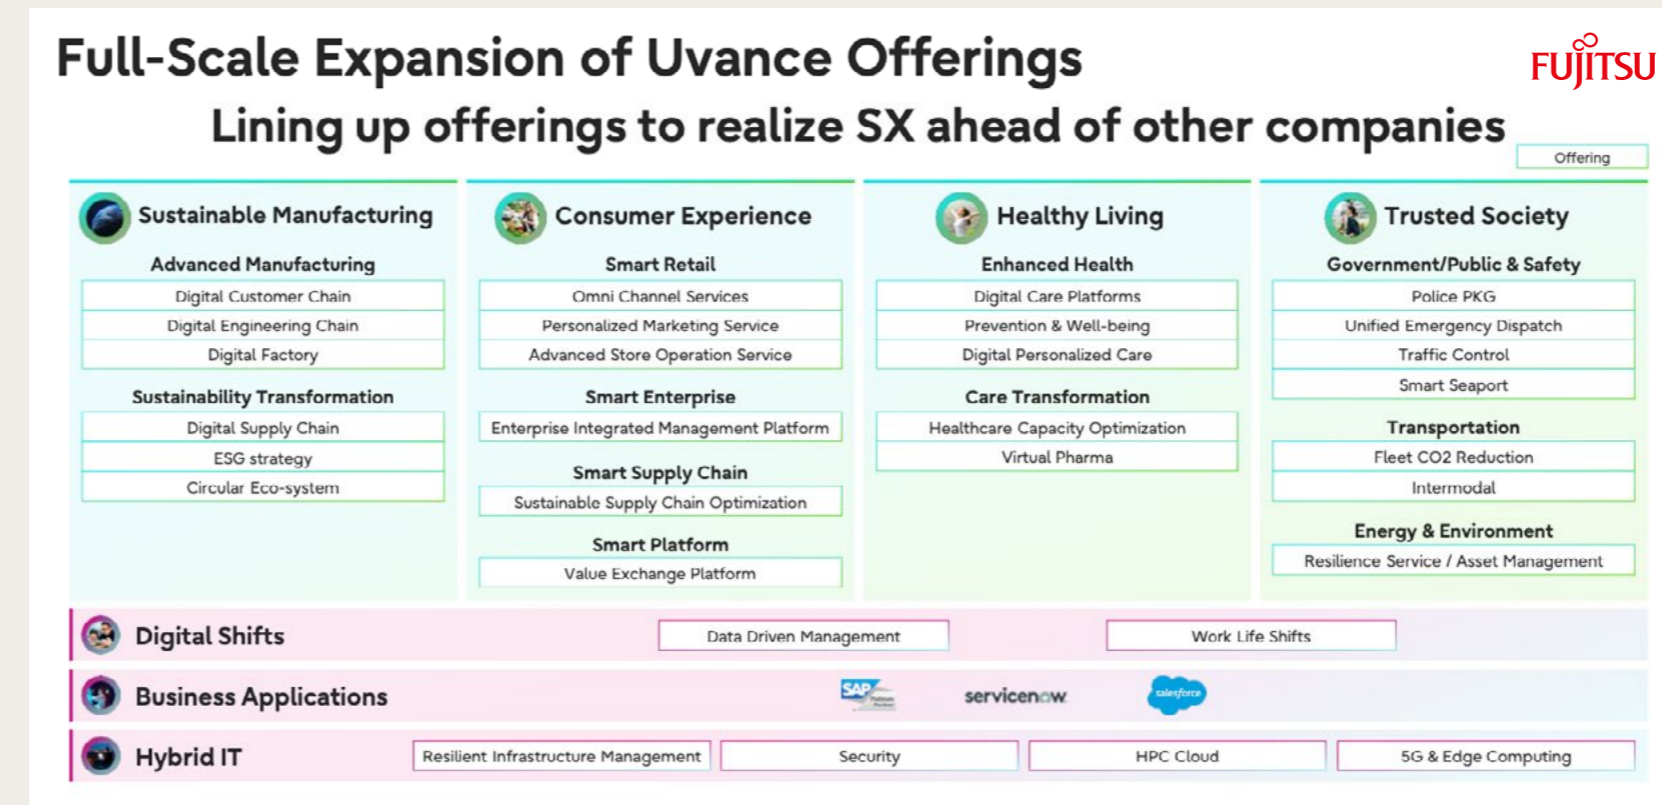 Full-Scale Expansion of Uvance Offerings
FUJITSU
Lining up offerings to realize SX ahead of other companies
Offering
Sustainable Manufacturing
Advanced Manufacturing
Digital Customer Chain
Digital Engineering Chain
Digital Factory
Sustainability Transformation
Digital Supply Chain
ESG strategy
Circular Eco-system
Consumer Experience
Smart Retail
Omni Channel Services
Personalized Marketing Service
Advanced Store Operation Service
Smart Enterprise
Enterprise Integrated Management Platform
Smart Supply Chain
Sustainable Supply Chain Optimization
Smart Platform
Value Exchange Platform
Healthy Living
Enhanced Health
Digital Care Platforms
Prevention & Well-being
Digital Personalized Care
Care Transformation
Healthcare Capacity Optimization
Virtual Pharma
Trusted Society
Government/Public & Safety
Police PKG
Unified Emergency Dispatch
Traffic Control
Smart Seaport
Transportation
Fleet CO2 Reduction
Intermodal
Energy & Environment
Resilience Service / Asset Management
Digital Shifts
Data Driven Management
Work Life Shifts
Business Applications
SAP
servicenow
salesforce
Hybrid IT
Resilient Infrastructure Management
Security
HPC Cloud
5G & Edge Computing